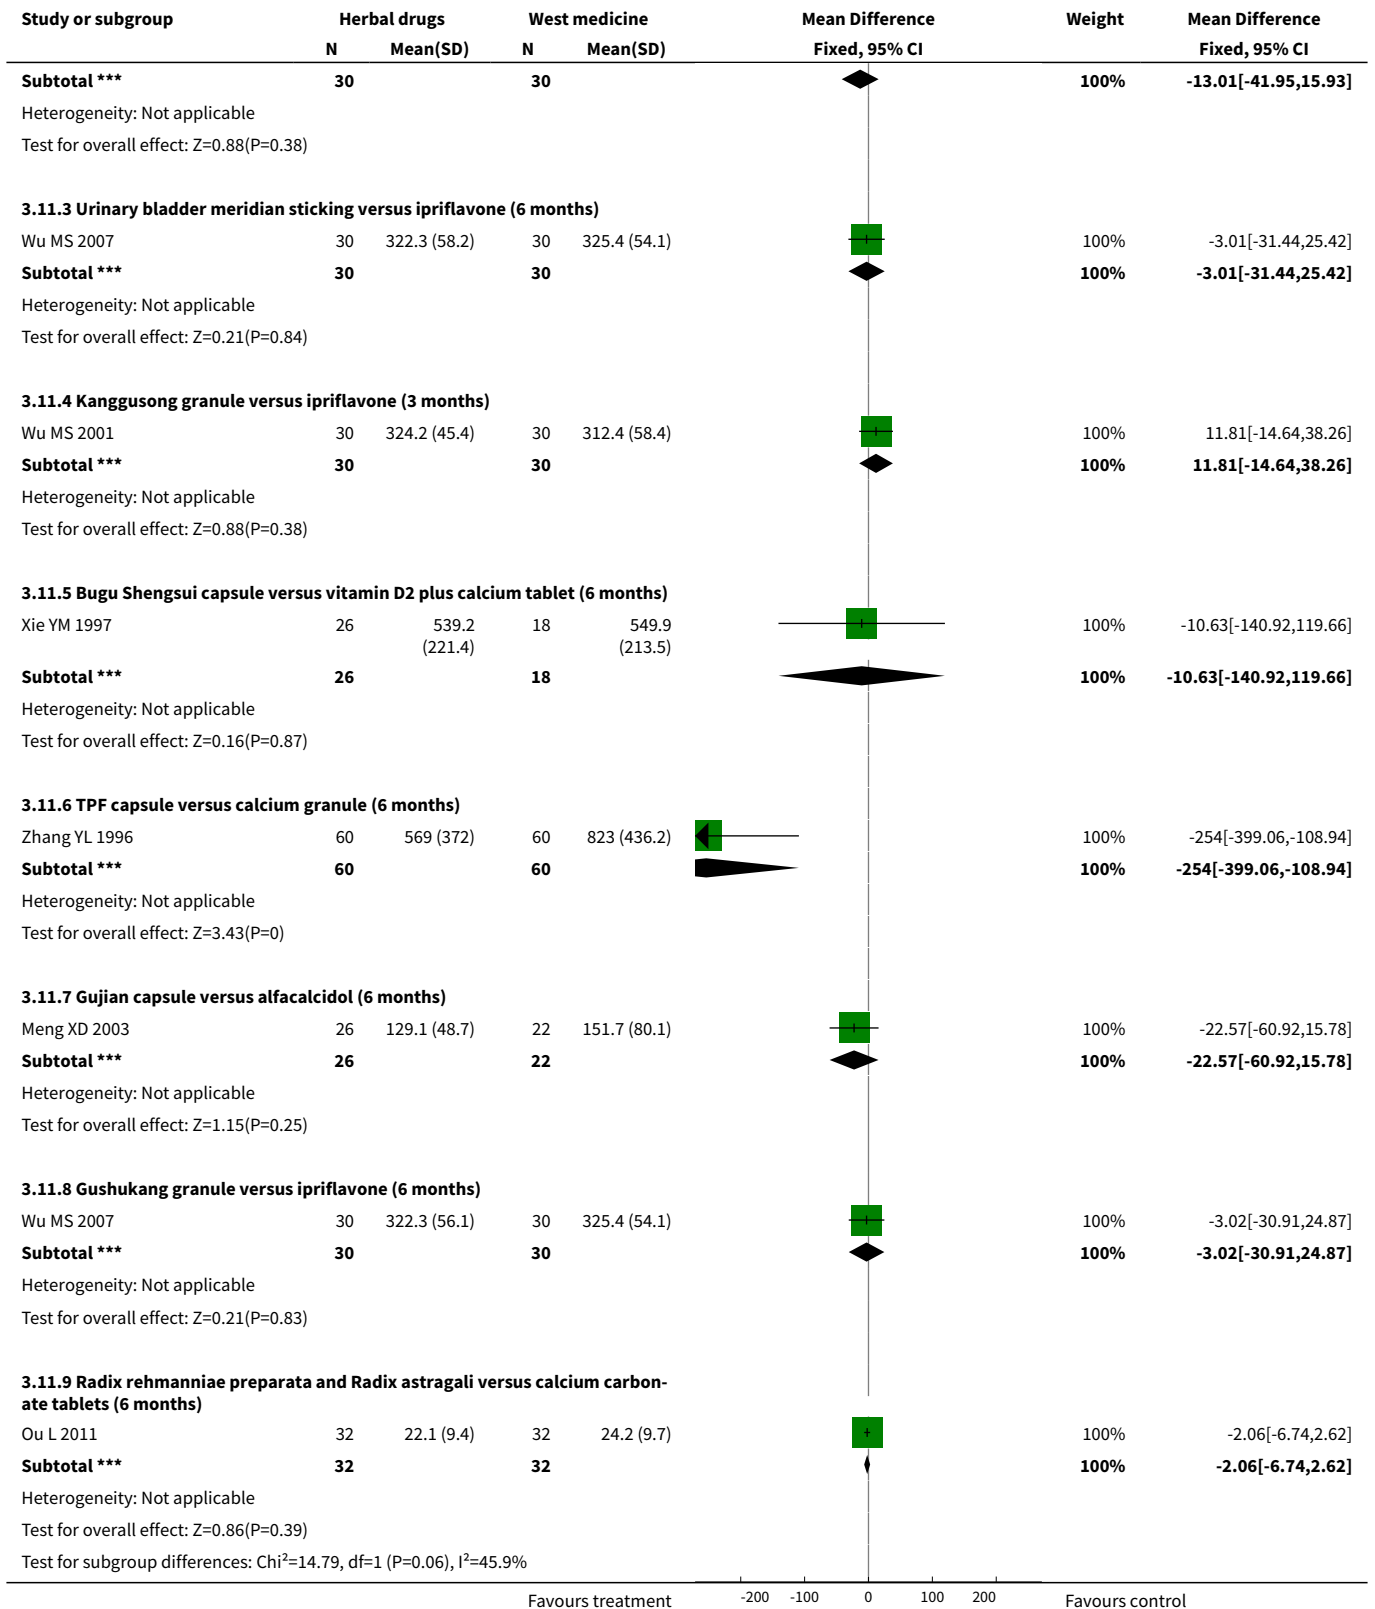 Study or subgroup Herbal drugs West medicine Mean Difference Weight Mean Difference
N Mean(SD) N Mean(SD) Fixed, 95% CI Fixed, 95% CI
Subtotal *** 30 30 100% -13.01[-41.95,15.93]
Heterogeneity: Not applicable
Test for overall effect: Z=0.88(P=0.38)
3.11.3 Urinary bladder meridian sticking versus ipriflavone (6 months)
Wu MS 2007 30 322.3 (58.2) 30 325.4 (54.1) 100% -3.01[-31.44,25.42]
Subtotal *** 30 30 100% -3.01[-31.44,25.42]
Heterogeneity: Not applicable
Test for overall effect: Z=0.21(P=0.84)
3.11.4 Kanggusong granule versus ipriflavone (3 months)
Wu MS 2001 30 324.2 (45.4) 30 312.4 (58.4) 100% 11.81[-14.64,38.26]
Subtotal *** 30 30 100% 11.81[-14.64,38.26]
Heterogeneity: Not applicable
Test for overall effect: Z=0.88(P=0.38)
3.11.5 Bugu Shengsui capsule versus vitamin D2 plus calcium tablet (6 months)
Xie YM 1997 26 539.2 18 549.9 100% -10.63[-140.92,119.66]
(221.4) (213.5)
Subtotal *** 26 18 100% -10.63[-140.92,119.66]
Heterogeneity: Not applicable
Test for overall effect: Z=0.16(P=0.87)
3.11.6 TPF capsule versus calcium granule (6 months)
Zhang YL 1996 60 569 (372) 60 823 (436.2) 100% -254[-399.06,-108.94]
Subtotal *** 60 60 100% -254[-399.06,-108.94]
Heterogeneity: Not applicable
Test for overall effect: Z=3.43(P=0)
3.11.7 Gujian capsule versus alfacalcidol (6 months)
Meng XD 2003 26 129.1 (48.7) 22 151.7 (80.1) 100% -22.57[-60.92,15.78]
Subtotal *** 26 22 100% -22.57[-60.92,15.78]
Heterogeneity: Not applicable
Test for overall effect: Z=1.15(P=0.25)
3.11.8 Gushukang granule versus ipriflavone (6 months)
Wu MS 2007 30 322.3 (56.1) 30 325.4 (54.1) 100% -3.02[-30.91,24.87]
Subtotal *** 30 30 100% -3.02[-30.91,24.87]
Heterogeneity: Not applicable
Test for overall effect: Z=0.21(P=0.83)
3.11.9 Radix rehmanniae preparata and Radix astragali versus calcium carbon-
ate tablets (6 months)
Ou L 2011 32 22.1 (9.4) 32 24.2 (9.7) 100% -2.06[-6.74,2.62]
Subtotal *** 32 32 100% -2.06[-6.74,2.62]
Heterogeneity: Not applicable
Test for overall effect: Z=0.86(P=0.39)
Test for subgroup differences: Chi²=14.79, df=1 (P=0.06), I²=45.9%
Favours treatment -200 -100 0 100 200 Favours control